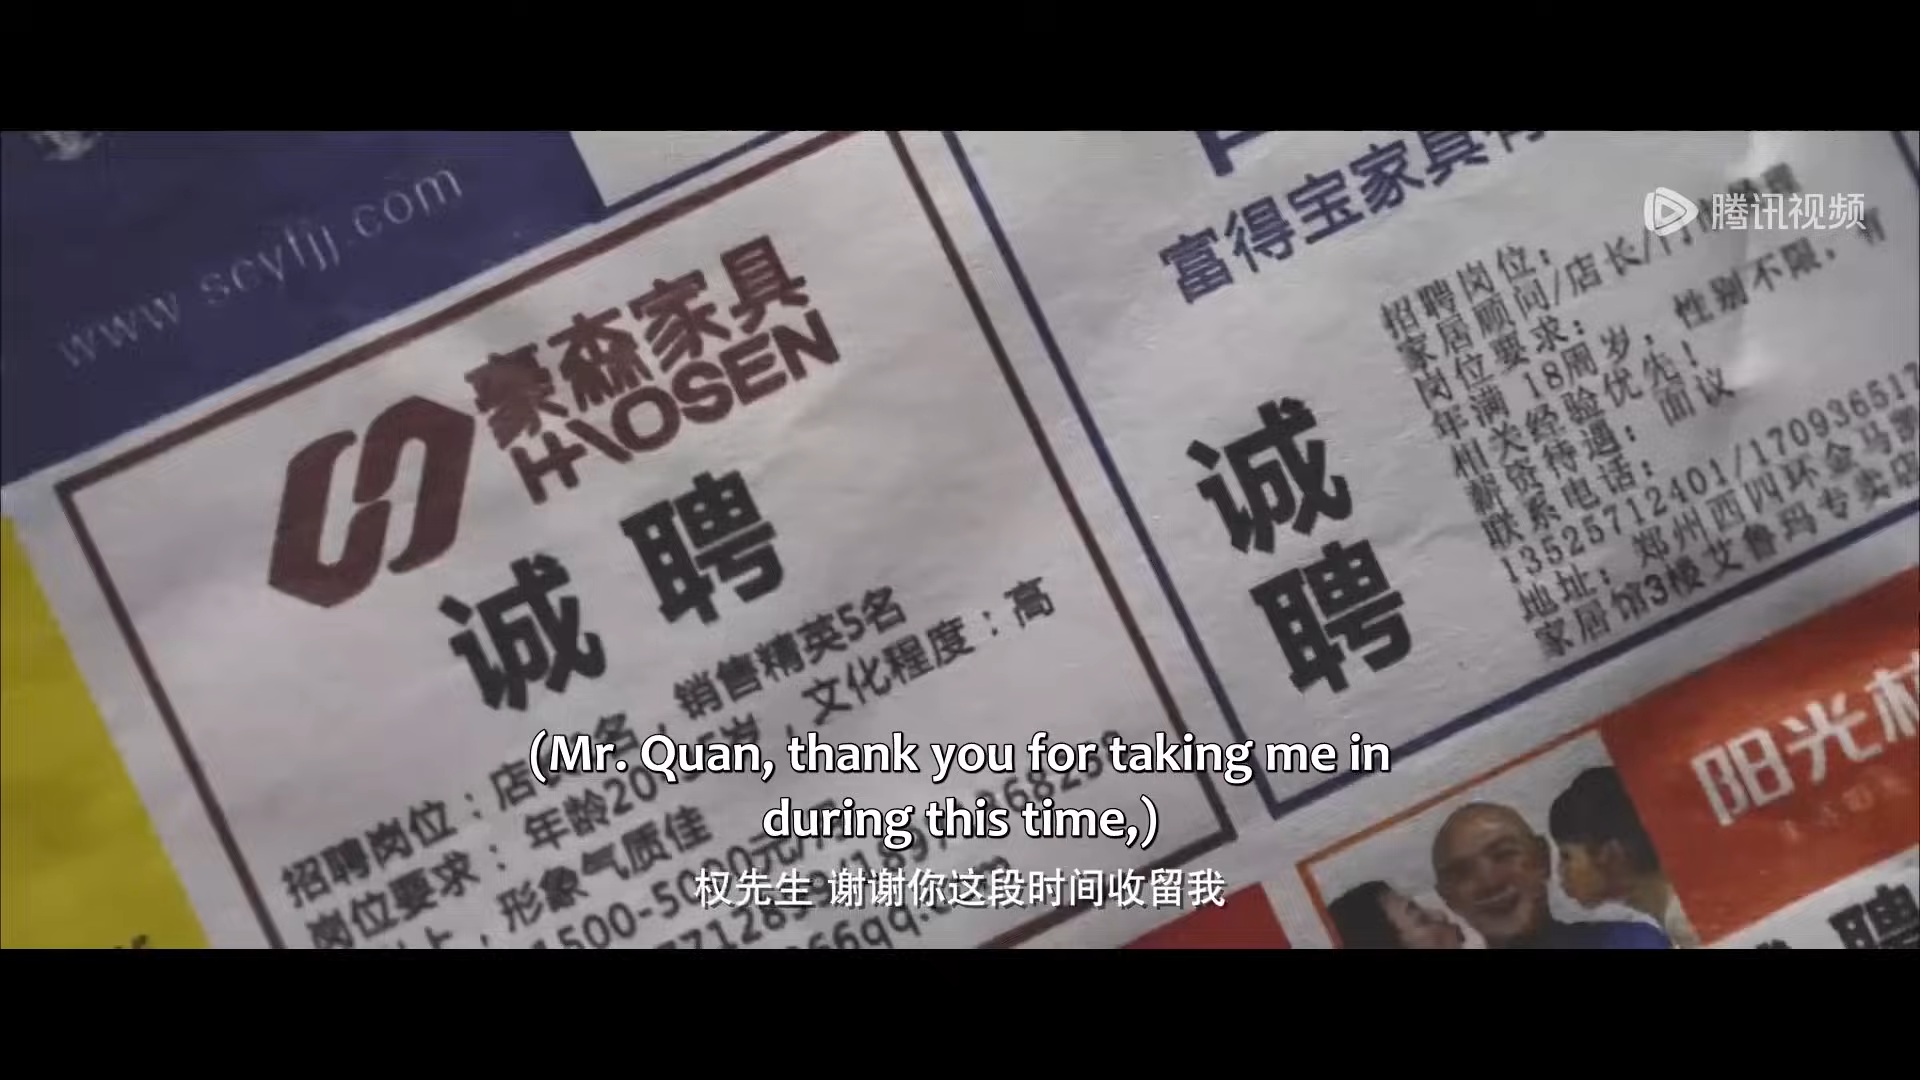 www.scyljj.com
豪森家具
HOSEN
诚聘
销售精英5名
文化程度：高
招聘岗位：店
岗位要求：年龄20
形象气质佳
富得宝家具有
诚聘
招聘岗位：
家居顾问/店长/
岗位要求：
年满 18周岁，性别不限，有
相关经验优先！
薪资待遇： 面议
联系电话：
13525712401/170936517
地址：郑州西四环金马凯
家居馆3楼艾鲁玛专卖店
阳光
聘
腾讯视频
(Mr. Quan, thank you for taking me in
during this time,)
权先生 谢谢你这段时间收留我